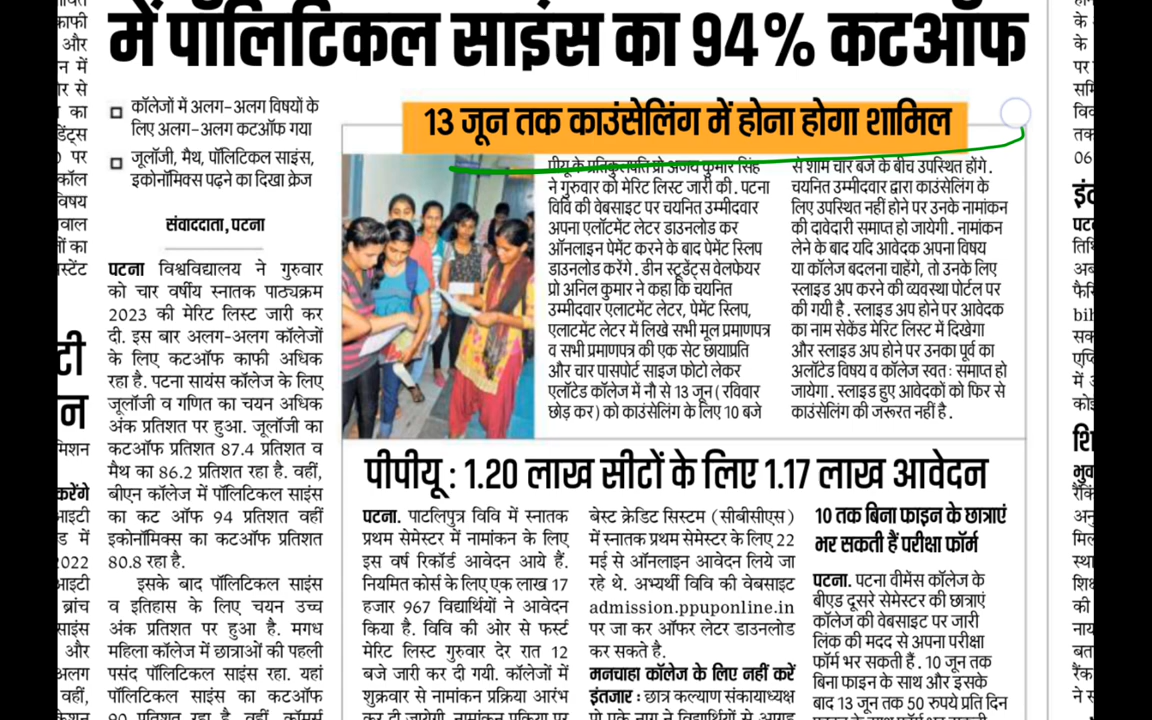 में पॉलिटिकल साइंस का 94% कटऑफ
कॉलेजों में अलग-अलग विषयों के
लिए अलग-अलग कटऑफ गया
जूलॉजी, मैथ, पॉलिटिकल साइंस,
इकोनॉमिक्स पढ़ने का दिखा क्रेज
संवाददाता, पटना
पटना विश्वविद्यालय ने गुरुवार
को चार वर्षीय स्नातक पाठ्यक्रम
2023 की मेरिट लिस्ट जारी कर
दी. इस बार अलग-अलग कॉलेजों
के लिए कटऑफ काफी अधिक
रहा है. पटना सायंस कॉलेज के लिए
जूलॉजी व गणित का चयन अधिक
अंक प्रतिशत पर हुआ. जूलॉजी का
कटऑफ प्रतिशत 87.4 प्रतिशत व
मैथ का 86.2 प्रतिशत रहा है. वहीं,
बीएन कॉलेज में पॉलिटिकल साइंस
का कट ऑफ 94 प्रतिशत वहीं
इकोनॉमिक्स का कटऑफ प्रतिशत
80.8 रहा है.
इसके बाद पॉलिटिकल साइंस
व इतिहास के लिए चयन उच्च
अंक प्रतिशत पर हुआ है. मगध
महिला कॉलेज में छात्राओं की पहली
पसंद पॉलिटिकल साइंस रहा. यहां
पॉलिटिकल साइंस का कटऑफ
90 प्रतिशत रहा है. वहीं, कॉमर्स
13 जून तक काउंसेलिंग में होना होगा शामिल
पीयू के प्रतिकुलपति प्रो अजय कुमार सिंह
ने गुरुवार को मेरिट लिस्ट जारी की. पटना
विवि की वेबसाइट पर चयनित उम्मीदवार
अपना एलॉटमेंट लेटर डाउनलोड कर
ऑनलाइन पेमेंट करने के बाद पेमेंट स्लिप
डाउनलोड करेंगे. डीन स्टूडेंट्स वेलफेयर
प्रो अनिल कुमार ने कहा कि चयनित
उम्मीदवार एलाटमेंट लेटर, पेमेंट स्लिप,
एलाटमेंट लेटर में लिखे सभी मूल प्रमाणपत्र
व सभी प्रमाणपत्र की एक सेट छायाप्रति
और चार पासपोर्ट साइज फोटो लेकर
एलॉटेड कॉलेज में नौ से 13 जून (रविवार
छोड़ कर) को काउंसेलिंग के लिए 10 बजे
से शाम चार बजे के बीच उपस्थित होंगे.
चयनित उम्मीदवार द्वारा काउंसेलिंग के
लिए उपस्थित नहीं होने पर उनके नामांकन
की दावेदारी समाप्त हो जायेगी. नामांकन
लेने के बाद यदि आवेदक अपना विषय
या कॉलेज बदलना चाहेंगे, तो उनके लिए
स्लाइड अप करने की व्यवस्था पोर्टल पर
की गयी है. स्लाइड अप होने पर आवेदक
का नाम सेकेंड मेरिट लिस्ट में दिखेगा
और स्लाइड अप होने पर उनका पूर्व का
अलॉटेड विषय व कॉलेज स्वत: समाप्त हो
जायेगा. स्लाइड हुए आवेदकों को फिर से
काउंसेलिंग की जरूरत नहीं है.
पीपीयू : 1.20 लाख सीटों के लिए 1.17 लाख आवेदन
पटना. पाटलिपुत्र विवि में स्नातक
प्रथम सेमेस्टर में नामांकन के लिए
इस वर्ष रिकॉर्ड आवेदन आये हैं.
नियमित कोर्स के लिए एक लाख 17
हजार 967 विद्यार्थियों ने आवेदन
किया है. विवि की ओर से फर्स्ट
मेरिट लिस्ट गुरुवार देर रात 12
बजे जारी कर दी गयी. कॉलेजों में
शुक्रवार से नामांकन प्रक्रिया आरंभ
कर दी जायेगी. नामांकन प्रक्रिया पर
बेस्ट क्रेडिट सिस्टम (सीबीसीएस)
में स्नातक प्रथम सेमेस्टर के लिए 22
मई से ऑनलाइन आवेदन लिये जा
रहे थे. अभ्यर्थी विवि की वेबसाइट
admission.ppuponline.in
पर जा कर ऑफर लेटर डाउनलोड
कर सकते है.
मनचाहा कॉलेज के लिए नहीं करें
इंतजार : छात्र कल्याण संकायाध्यक्ष
10 तक बिना फाइन के छात्राएं
भर सकती हैं परीक्षा फॉर्म
पटना. पटना वीमेंस कॉलेज के
बीएड दूसरे सेमेस्टर की छात्राएं
कॉलेज की वेबसाइट पर जारी
लिंक की मदद से अपना परीक्षा
फॉर्म भर सकती हैं. 10 जून तक
बिना फाइन के साथ और इसके
बाद 13 जून तक 50 रुपये प्रति दिन